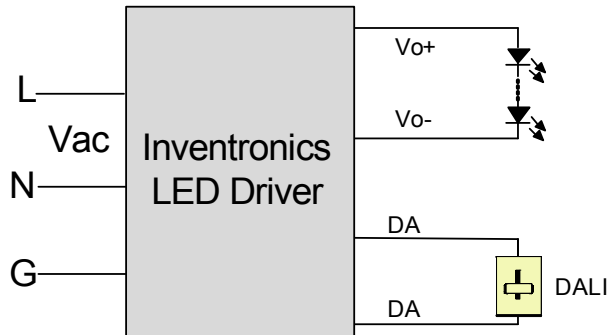 L
Vac
N
G
Inventronics
LED Driver
Vo+
Vo-
DA
DA
DALI